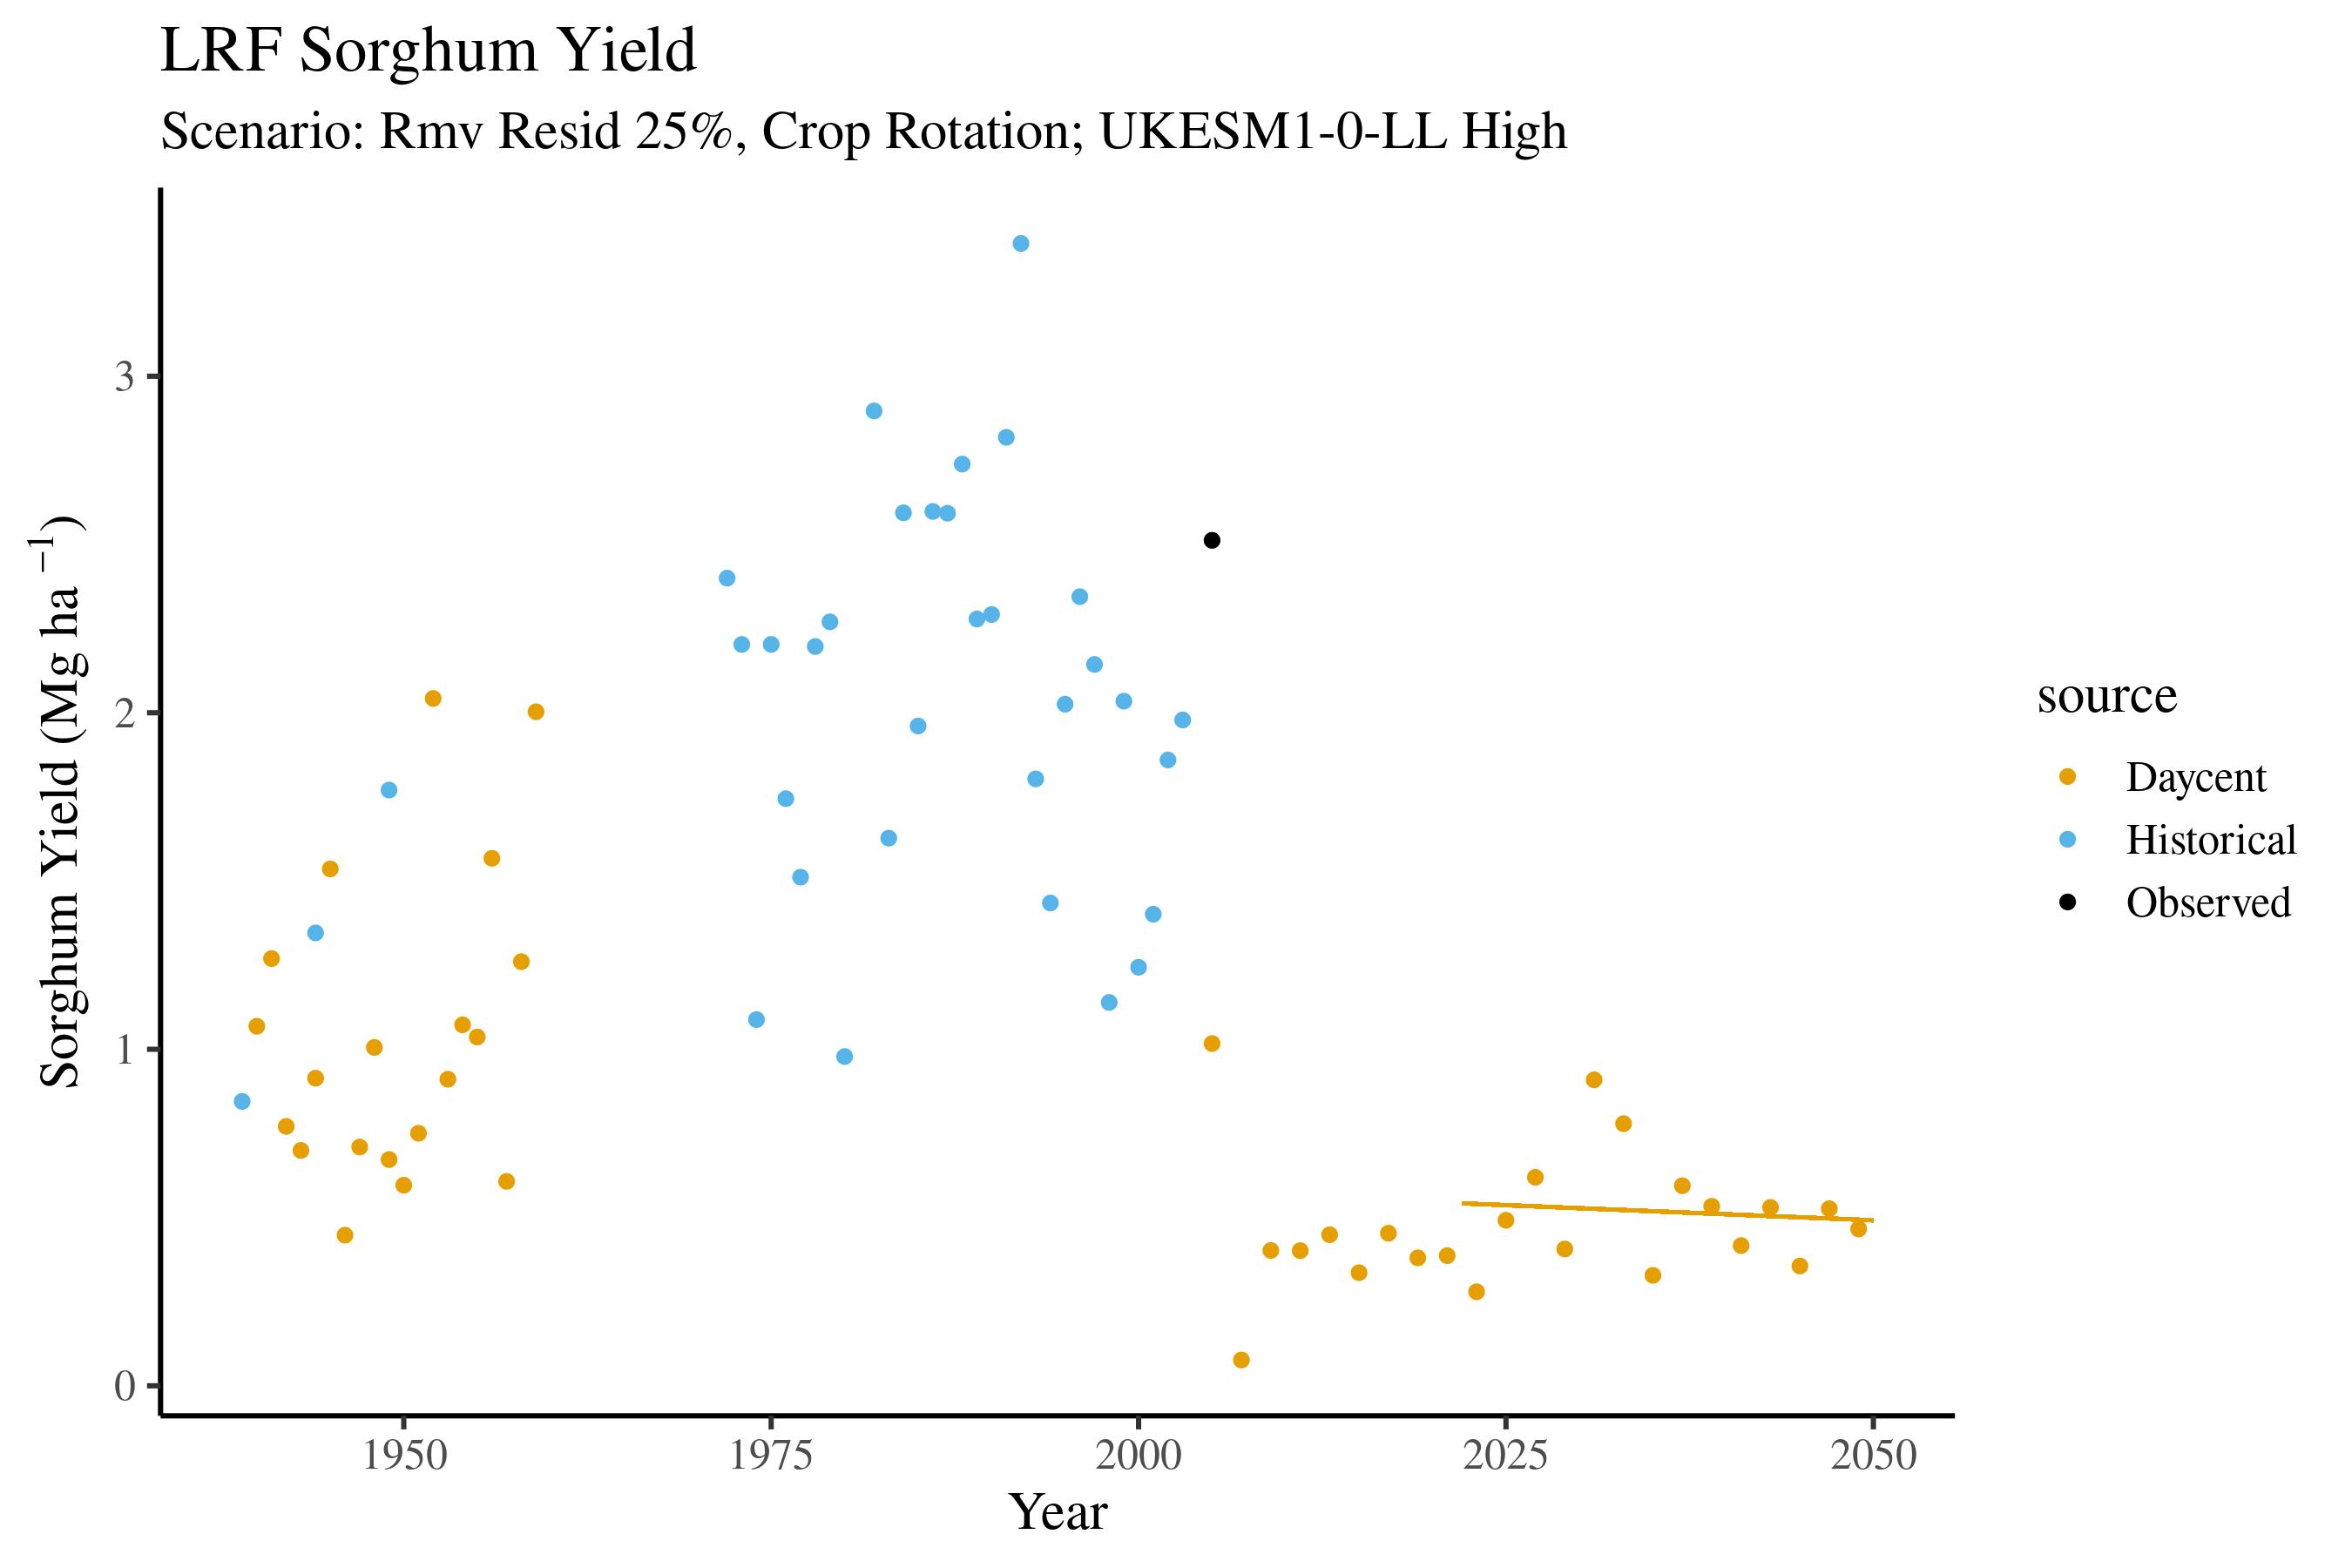 LRF Sorghum Yield
Scenario: Rmv Resid 25%, Crop Rotation; UKESM1-0-LL High
Sorghum Yield (Mg ha −1)
3
2
1
0
1950
1975
2000
2025
2050
Year
source
Daycent
Historical
Observed